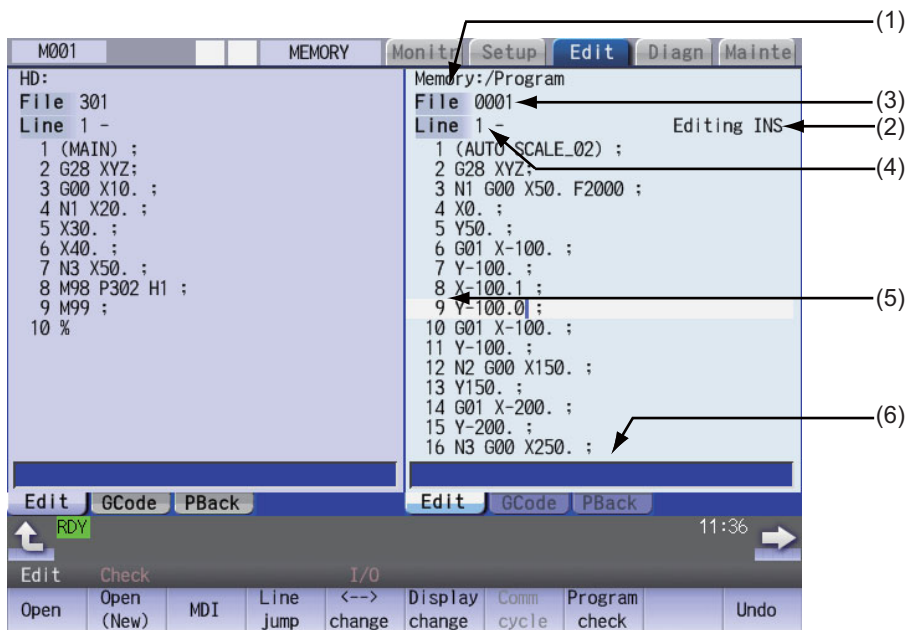 (1)
M001 MEMORY Monitr Setup Edit Diagn Mainte
HD:
File 301
Line 1 -
1 (MAIN) ;
2 G28 XYZ;
3 G00 X10. ;
4 N1 X20. ;
5 X30. ;
6 X40. ;
7 N3 X50. ;
8 M98 P302 H1 ;
9 M99 ;
10 %
Memory:/Program
File 0001
(3)
Line 1 - Editing INS
(2)
1 (AUTO SCALE_02) ;
(4)
2 G28 XYZ;
3 N1 G00 X50. F2000 ;
4 X0. ;
5 Y50. ;
6 G01 X-100. ;
7 Y-100. ;
8 X-100.1 ;
(5)
9 Y-100.0 ;
10 G01 X-100. ;
11 Y-100. ;
12 N2 G00 X150. ;
13 Y150. ;
14 G01 X-200. ;
(6)
15 Y-200. ;
16 N3 G00 X250. ;
Edit GCode PBack
Edit GCode PBack
RDY 11:36
Edit Check I/O
Open
Open
(New)
MDI
Line
jump
<-->
change
Display
change
Comm
cycle
Program
check
Undo